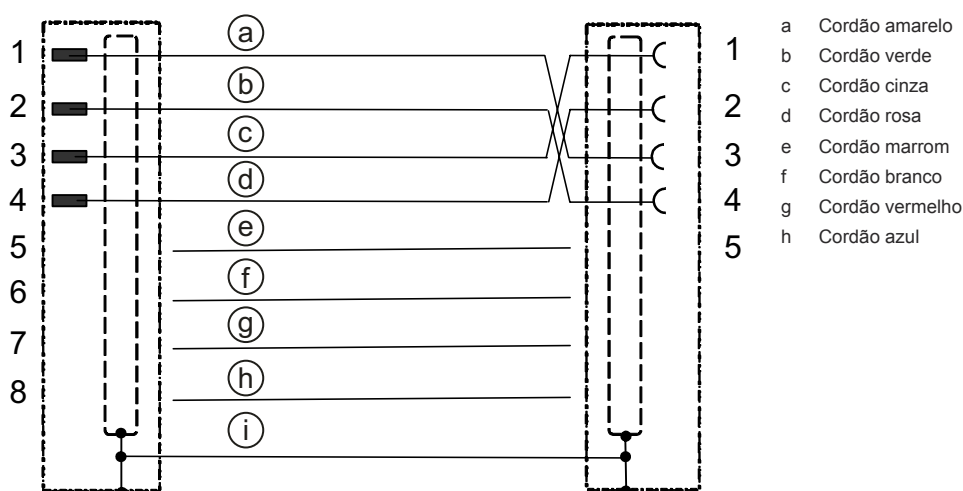 1 a 1
2 b 2
3 c 3
4 d 4
5 e 5
6 f
7 g
8 h
i
a Cordão amarelo
b Cordão verde
c Cordão cinza
d Cordão rosa
e Cordão marrom
f Cordão branco
g Cordão vermelho
h Cordão azul